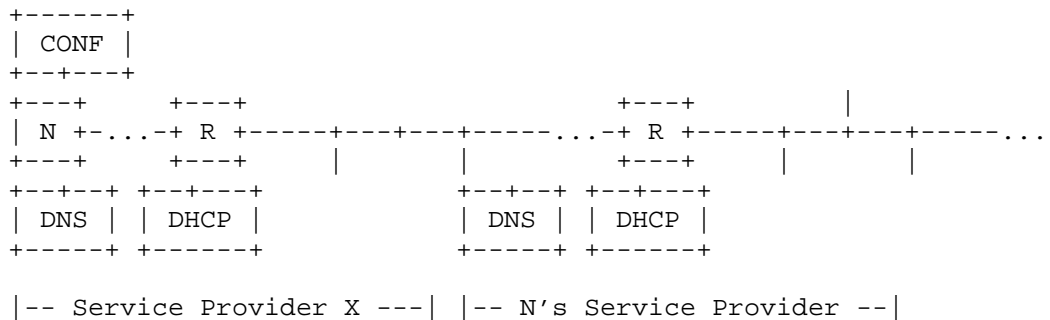 +------+
| CONF |
+--+---+
+---+     +---+                       +---+          |
| N +-...-+ R +-----+---+---+-----...-+ R +-----+---+---+-----...
+---+     +---+     |       |         +---+     |       |
+--+--+ +--+---+            +--+--+ +--+---+
| DNS | | DHCP |            | DNS | | DHCP |
+-----+ +------+            +-----+ +------+
|-- Service Provider X ---| |-- N's Service Provider --|